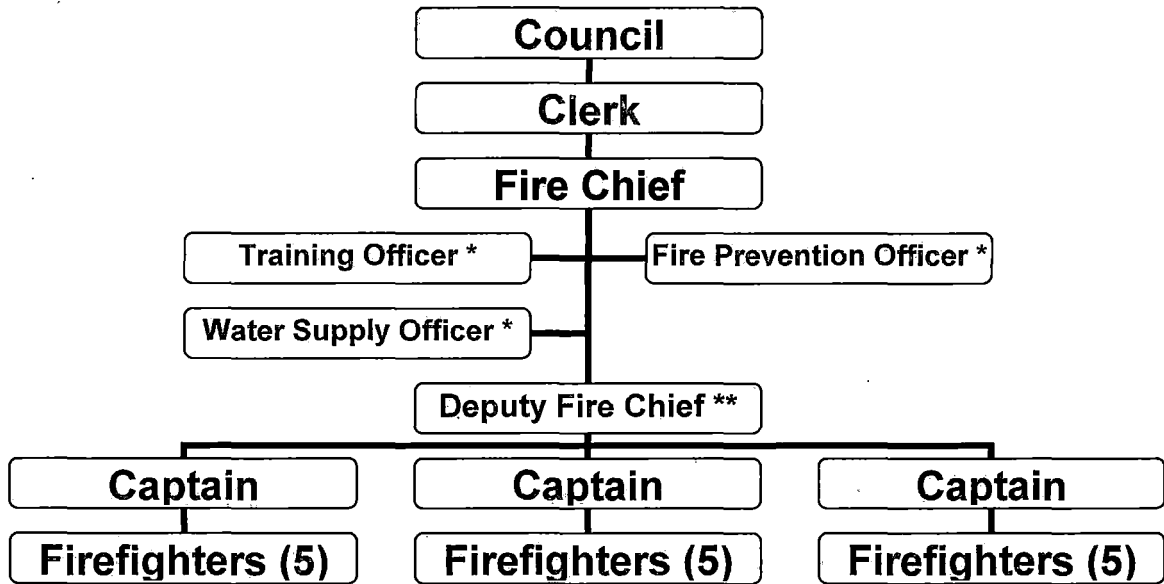 Council
Clerk
Fire Chief
Training Officer *
Fire Prevention Officer *
Water Supply Officer *
Deputy Fire Chief **
Captain
Captain
Captain
Firefighters (5)
Firefighters (5)
Firefighters (5)